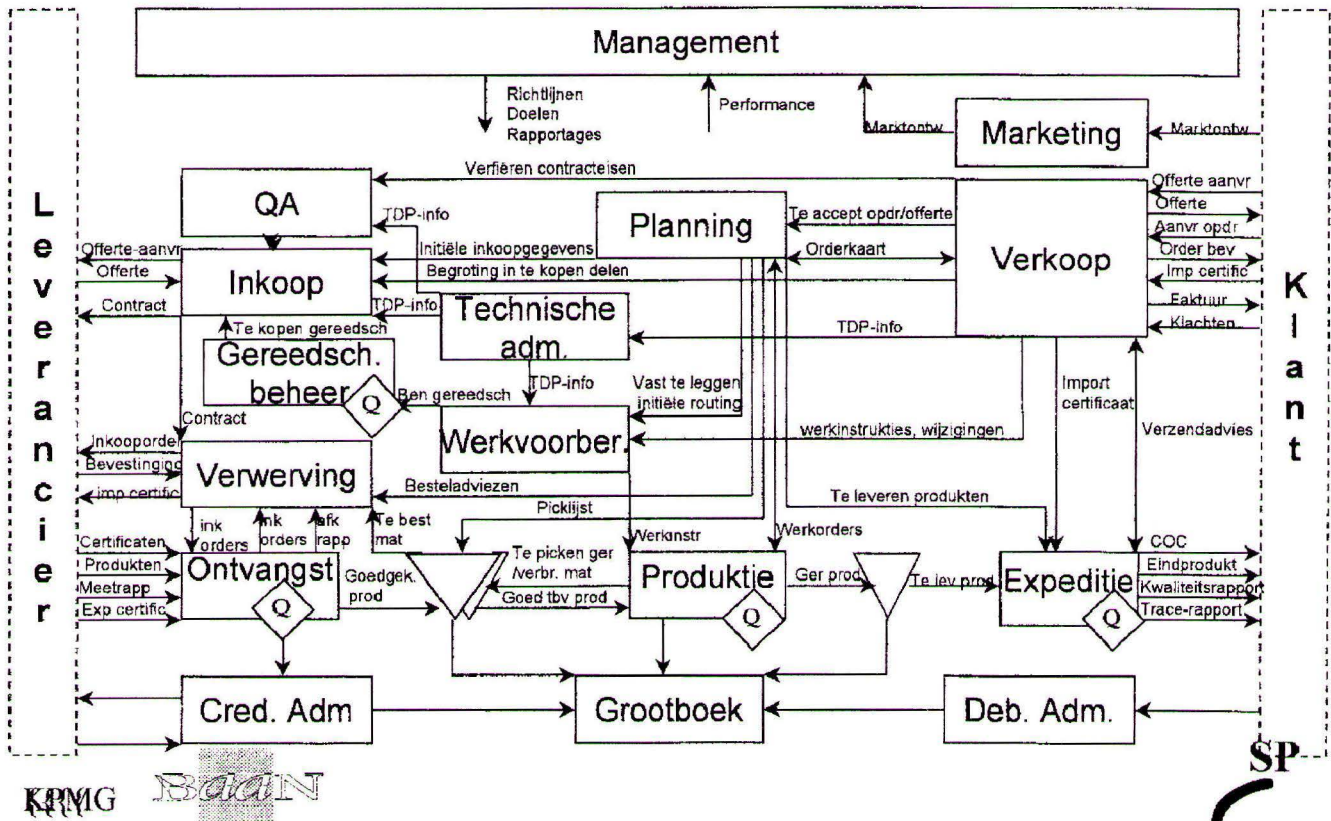 Management
Richtlijnen
Doelen
Rapportages
Performance
Marktontw
Marketing
Marktontw
Leverancier
Klant
Verfiëren contracteisen
QA
TDP-info
Planning
Te accept opdr/offerte
Verkoop
Offerte aanvr
Offerte
Aanvr opdr
Order bev
Imp certific
Faktuur
Klachten
Offerte-aanvr
Offerte
Contract
Inkoop
Initiële inkoopgegevens
Orderkaart
Begroting in te kopen delen
TDP-info
Technische
adm.
TDP-info
Te kopen gereedsch
Gereedsch.
beheer
Q
Ben gereedsch
TDP-info
Vast te leggen
initiële routing
Import
certificaat
Contract
Werkvoorber.
werkinstrukties, wijzigingen
Verzendadvies
Inkooporder
Bevestinging
imp certific
Verwerving
Besteladviezen
Te leveren produkten
Picklijst
ink
orders
ink
orders
afk
rapp
Te best
mat
Werkinstr
Werkorders
Certificaten
Produkten
Meetrapp
Exp certific
Ontvangst
Q
Goedgek.
prod
Te picken ger
/verbr. mat
Goed tbv prod
Produktie
Q
Ger prod
Te lev prod
Expeditie
Q
COC
Eindprodukt
Kwaliteitsrapport
Trace-rapport
Cred. Adm
Grootboek
Deb. Adm.
KPMG
BaaN
SP